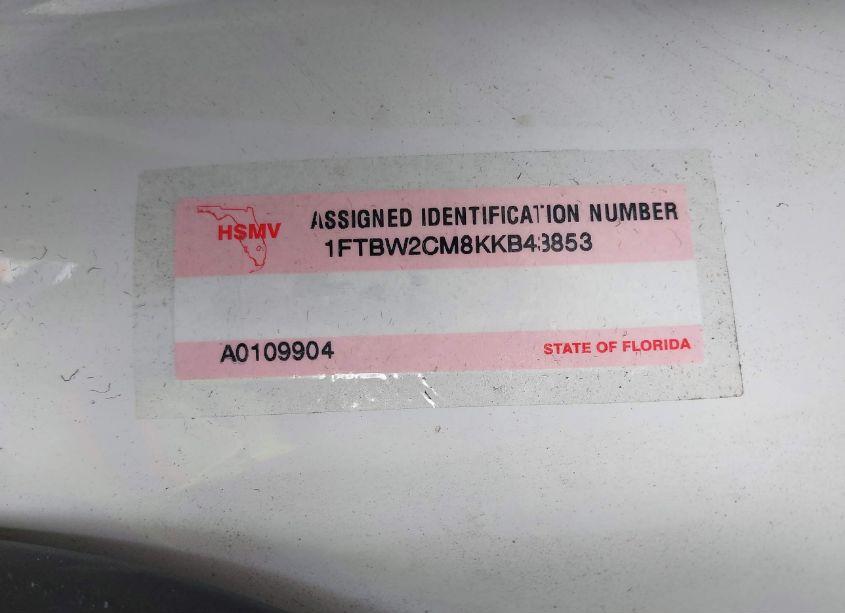 HSMV
ASSIGNED IDENTIFICATION NUMBER
1FTBW2CM8KKB43853
A0109904
STATE OF FLORIDA